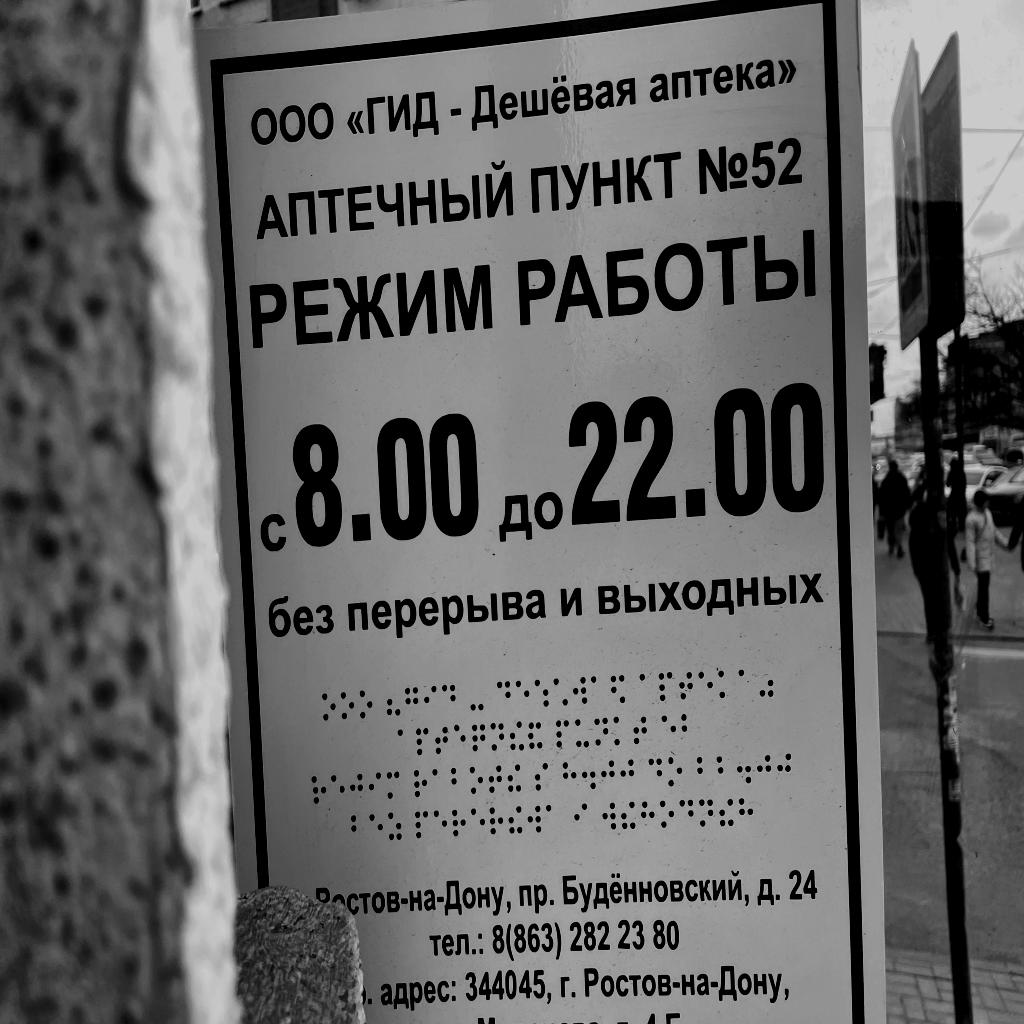 ООО «ГИД - Дешёвая аптека»
АПТЕЧНЫЙ ПУНКТ №52
РЕЖИМ РАБОТЫ
с 8.00 до 22.00
без перерыва и выходных
Ростов-на-Дону, пр. Будённовский, д. 24
тел.: 8(863) 282 23 80
адрес: 344045, г. Ростов-на-Дону,